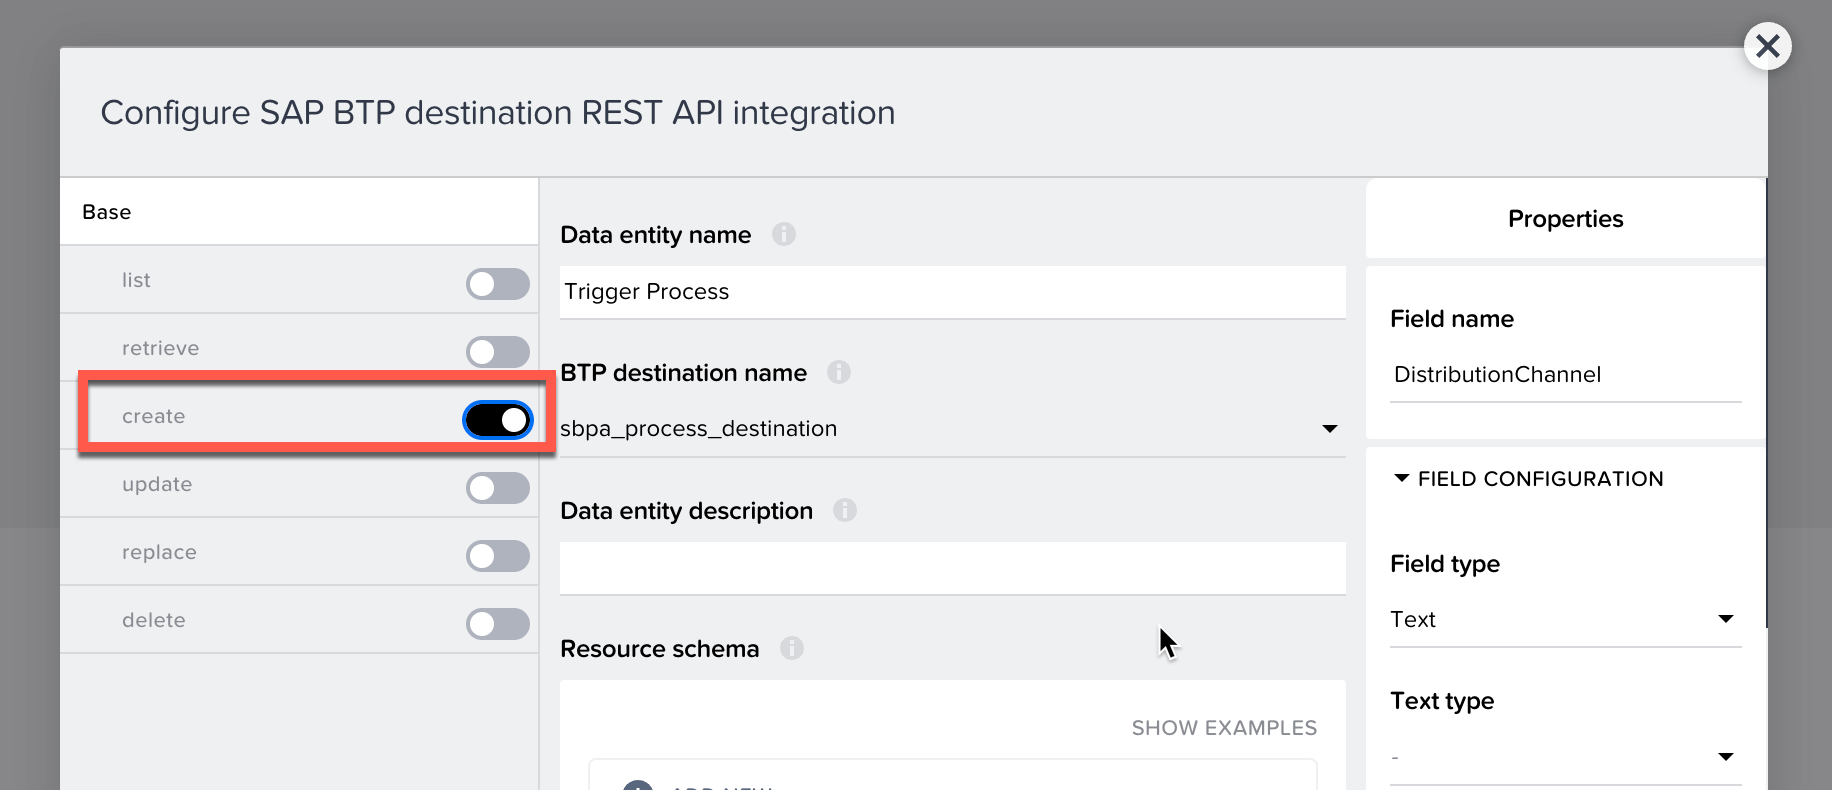 Configure SAP BTP destination REST API integration
Base
list
retrieve
create
update
replace
delete
Data entity name
Trigger Process
BTP destination name
sbpa_process_destination
Data entity description
Resource schema
SHOW EXAMPLES
ADD NEW
Properties
Field name
DistributionChannel
FIELD CONFIGURATION
Field type
Text
Text type
-